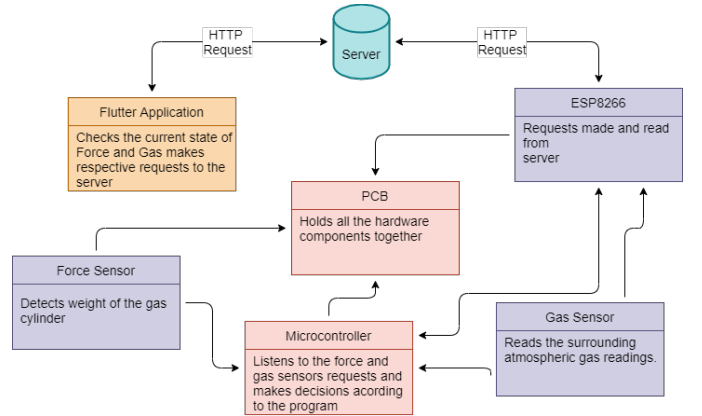 HTTP
Request
Server
HTTP
Request
Flutter Application
Checks the current state of
Force and Gas makes
respective requests to the
server
ESP8266
Requests made and read
from
server
PCB
Holds all the hardware
components together
Force Sensor
Detects weight of the gas
cylinder
Microcontroller
Listens to the force and
gas sensors requests and
makes decisions acording
to the program
Gas Sensor
Reads the surrounding
atmospheric gas readings.